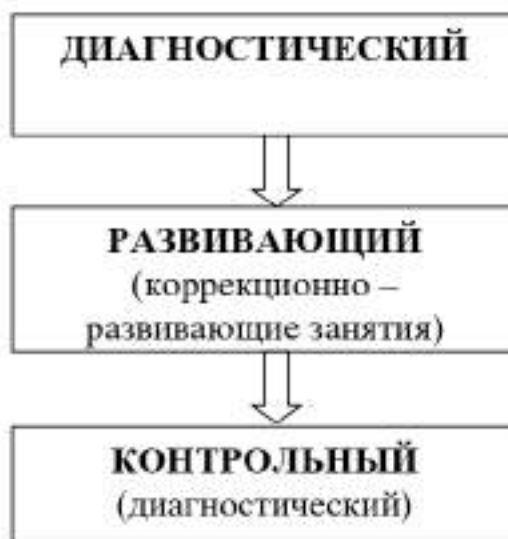 ДИАГНОСТИЧЕСКИЙ
РАЗВИВАЮЩИЙ
(коррекционно –
развивающие занятия)
КОНТРОЛЬНЫЙ
(диагностический)